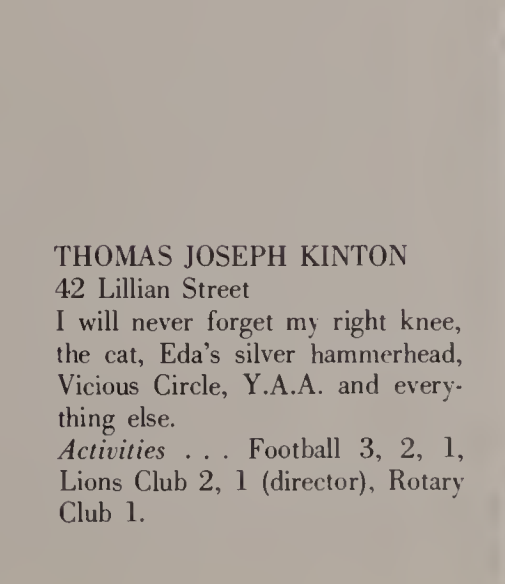 THOMAS JOSEPH KINTON
42 Lillian Street
I will never forget my right knee,
the cat, Eda's silver hammerhead,
Vicious Circle, Y.A.A. and every-
thing else.
Activities . . . Football 3, 2, 1,
Lions Club 2, 1 (director), Rotary
Club 1.